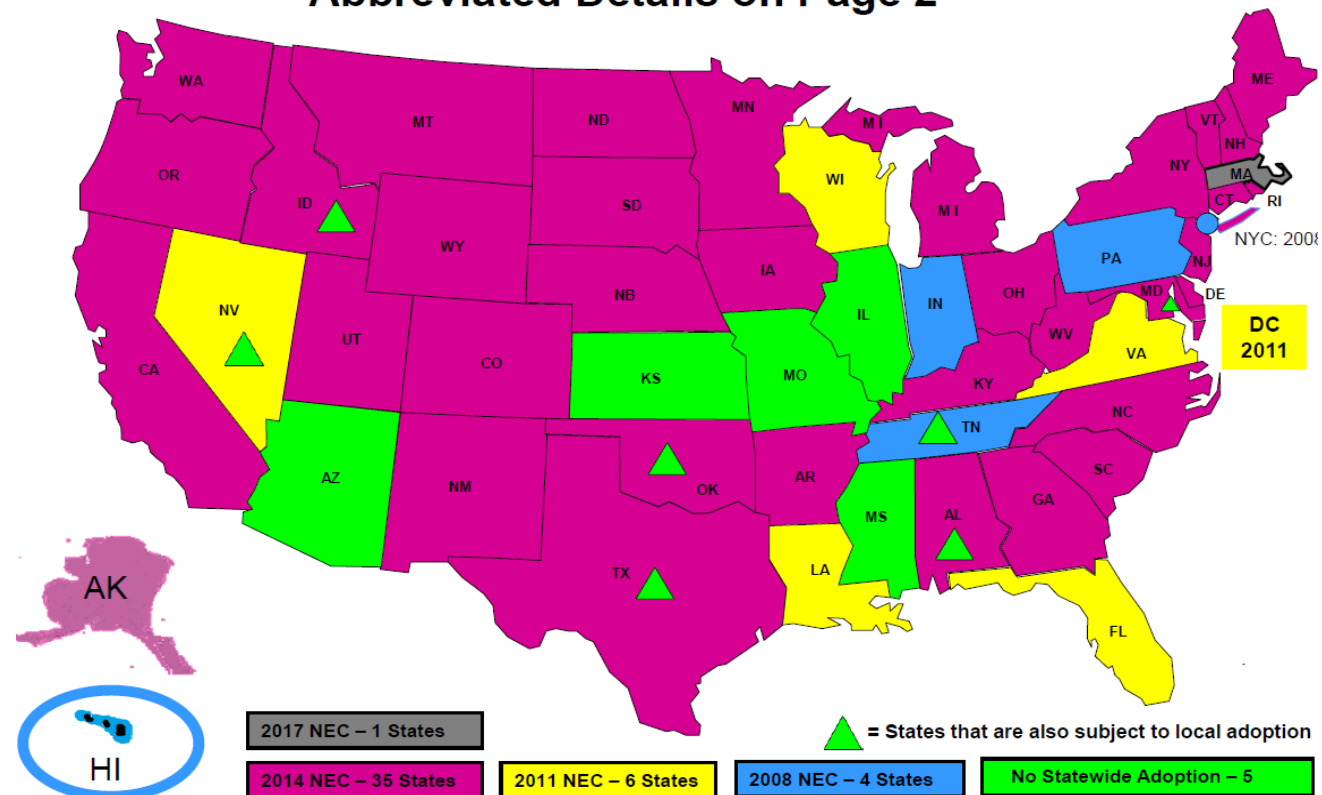 Abbreviated Details on Page 2
WA
MT
ND
MN
M I
ME
VT
NH
NY
MA
OR
ID
SD
WI
M I
CT
RI
NYC: 2008
WY
IA
PA
NJ
NB
OH
MD
DE
NV
UT
CO
IL
IN
WV
VA
DC
2011
CA
KS
MO
KY
NC
TN
AZ
NM
OK
AR
SC
MS
AL
GA
TX
LA
FL
AK
HI
2017 NEC – 1 States
= States that are also subject to local adoption
2014 NEC – 35 States
2011 NEC – 6 States
2008 NEC – 4 States
No Statewide Adoption – 5